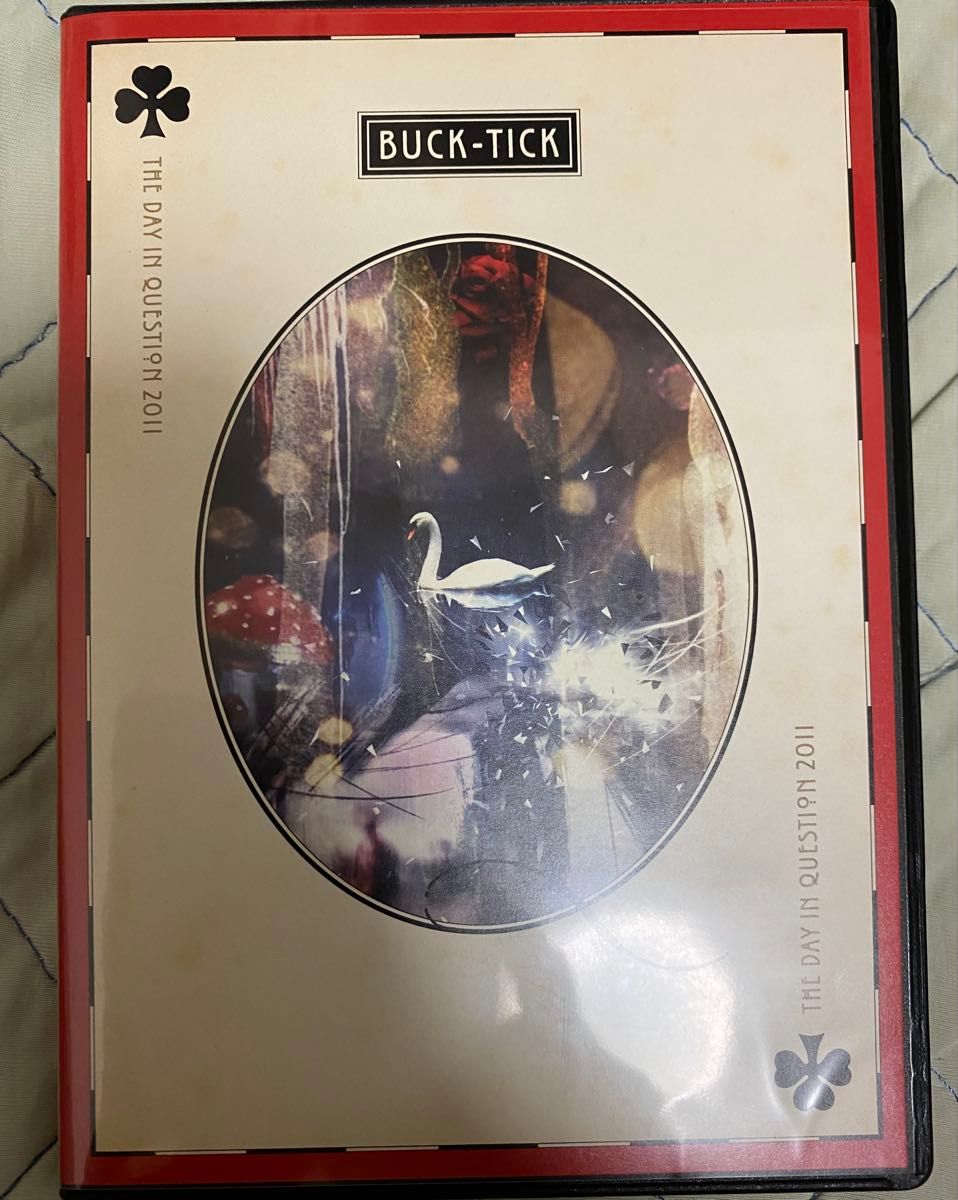 BUCK-TICK
THE DAY IN QUESTION 2011
THE DAY IN QUESTION 2011